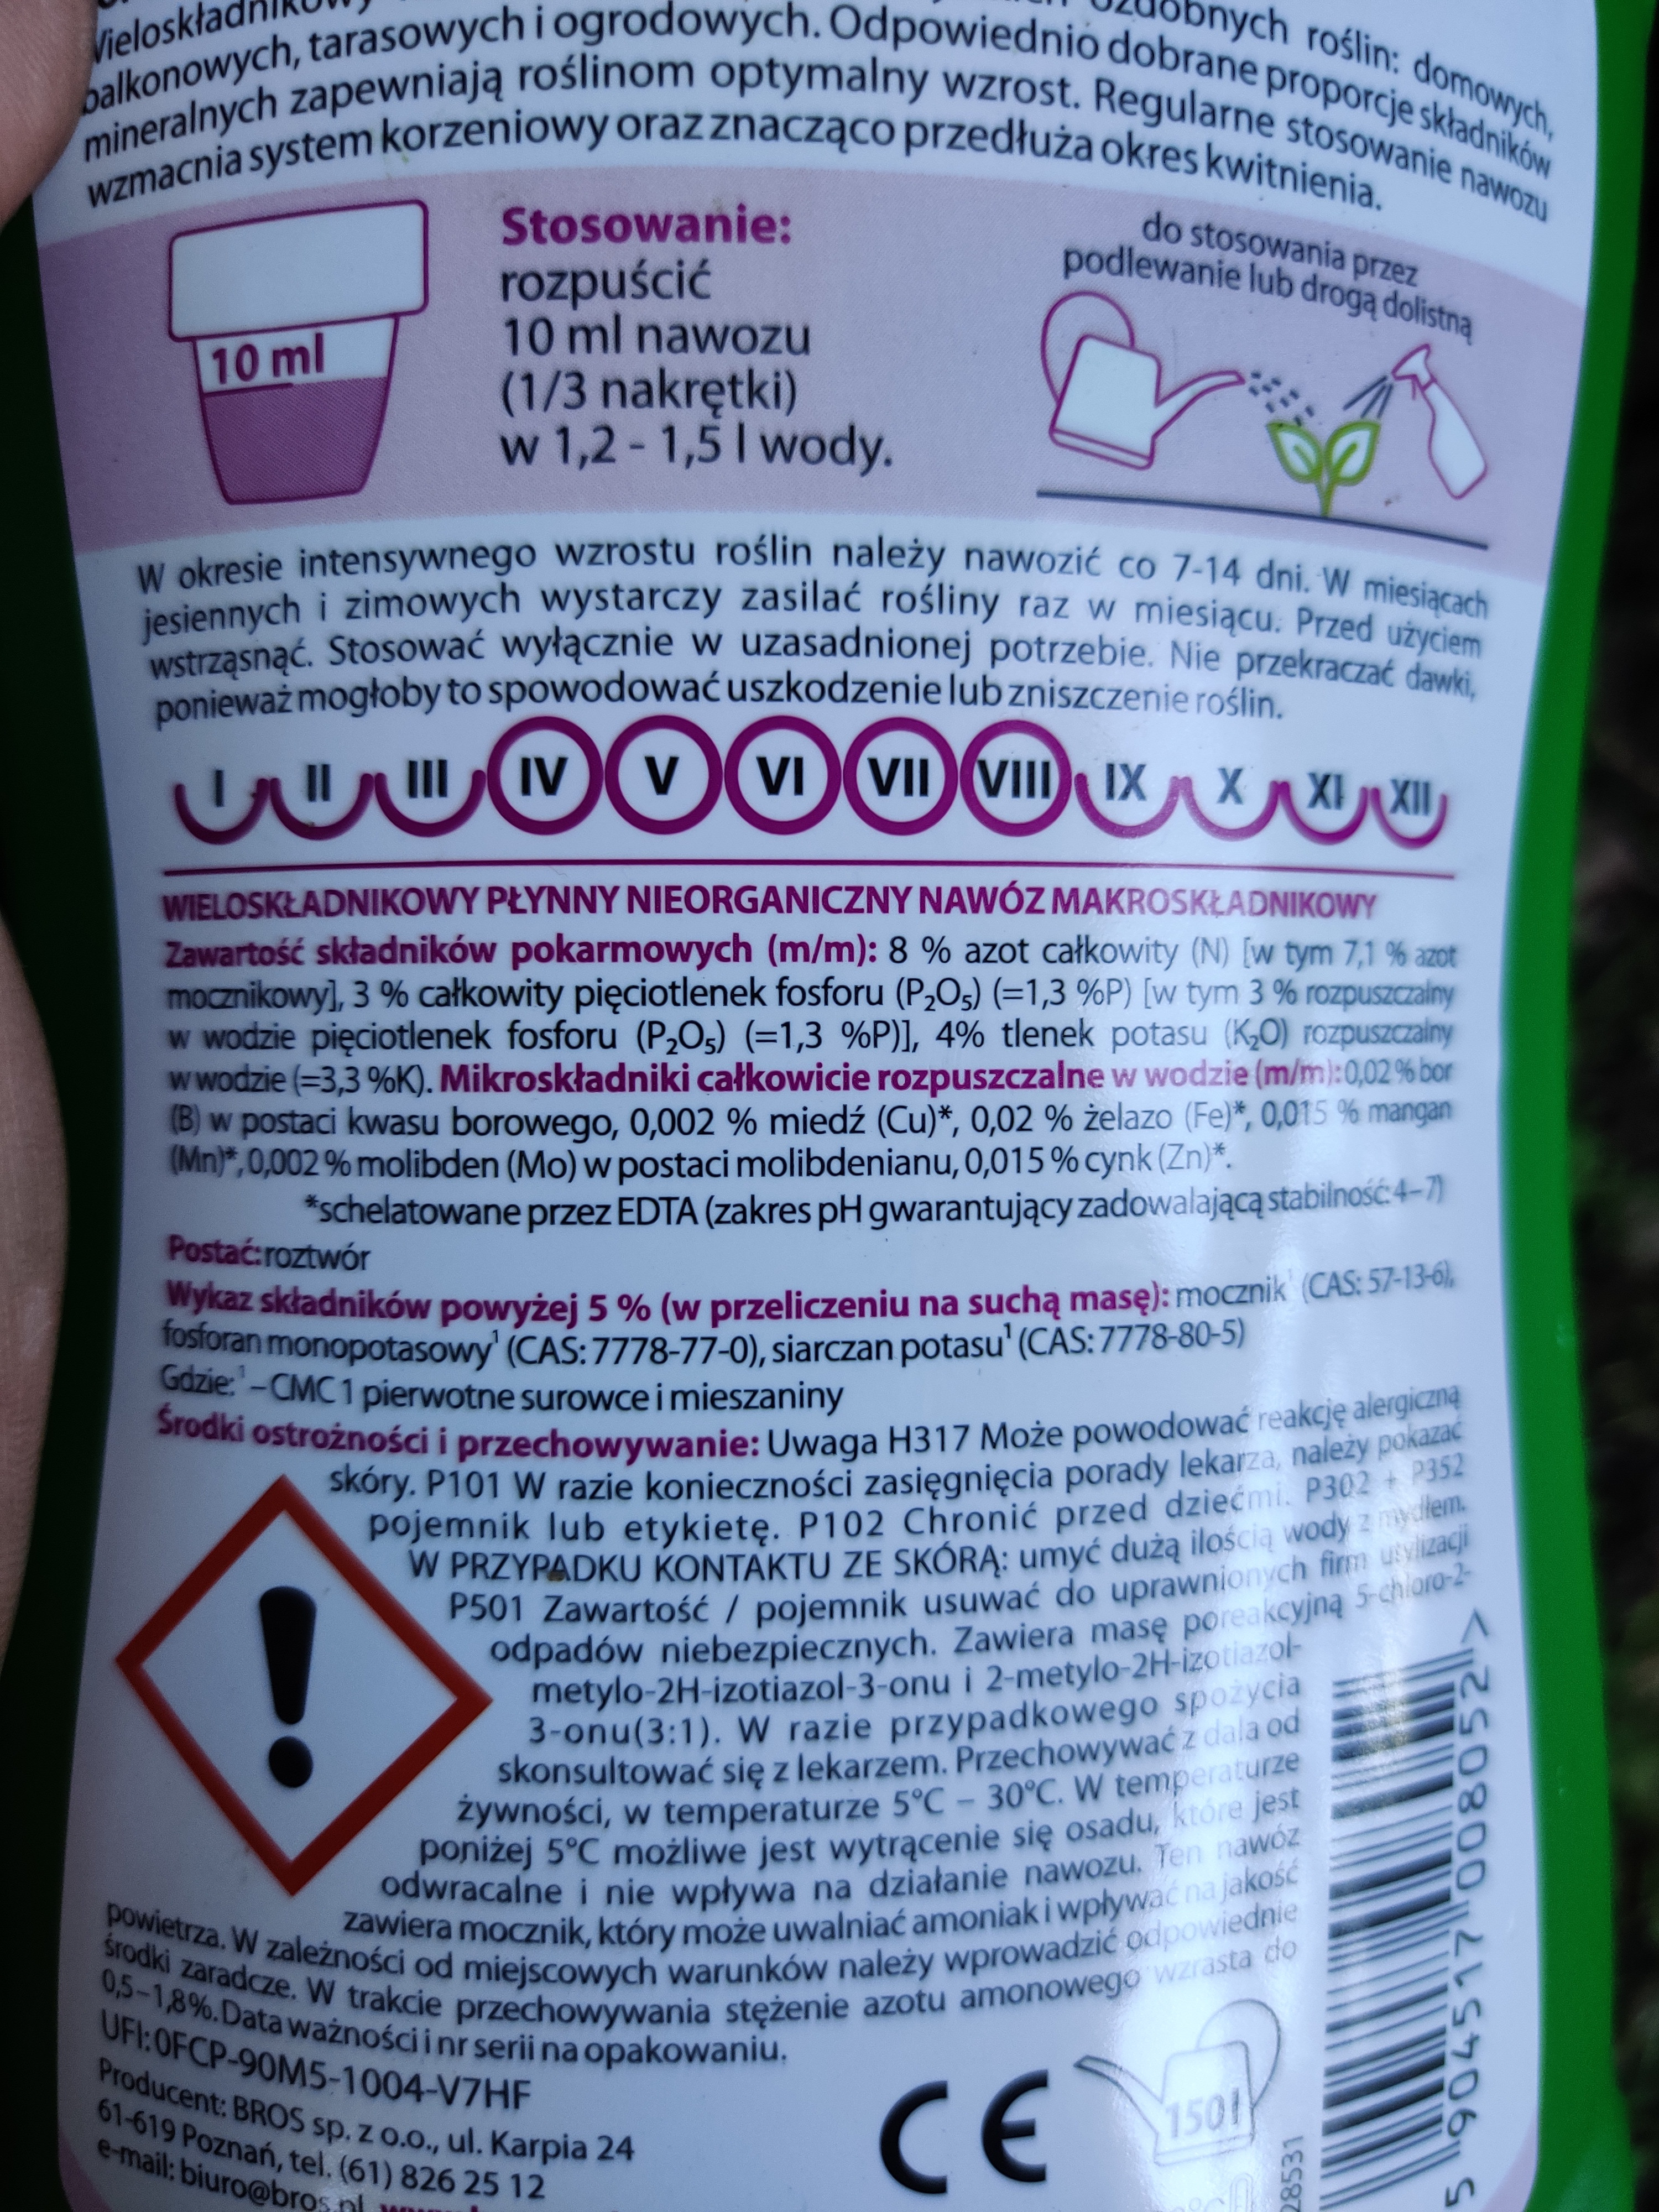 balkonowych, tarasowych i ogrodowych. Odpowiednio dobrane proporcje składników
ozdobnych roślin: domowych,
mineralnych zapewniają roślinom optymalny wzrost. Regularne stosowanie nawozu
wzmacnia system korzeniowy oraz znacząco przedłuża okres kwitnienia.
10 ml
Stosowanie:
rozpuścić
10 ml nawozu
(1/3 nakrętki)
w 1,2 - 1,5 l wody.
do stosowania przez
podlewanie lub drogą dolistną
W okresie intensywnego wzrostu roślin należy nawozić co 7-14 dni. W miesiącach
jesiennych i zimowych wystarczy zasilać rośliny raz w miesiącu. Przed użyciem
wstrząsnąć. Stosować wyłącznie w uzasadnionej potrzebie. Nie przekraczać dawki,
ponieważ mogłoby to spowodować uszkodzenie lub zniszczenie roślin.
I II III IV V VI VII VIII IX X XI XII
WIELOSKŁADNIKOWY PŁYNNY NIEORGANICZNY NAWÓZ MAKROSKŁADNIKOWY
Zawartość składników pokarmowych (m/m): 8 % azot całkowity (N) [w tym 7,1 % azot
mocznikowy], 3 % całkowity pięciotlenek fosforu (P₂O₅) (=1,3 %P) [w tym 3 % rozpuszczalny
w wodzie pięciotlenek fosforu (P₂O₅) (=1,3 %P)], 4% tlenek potasu (K₂O) rozpuszczalny
w wodzie (=3,3 %K). Mikroskładniki całkowicie rozpuszczalne w wodzie (m/m): 0,02 % bor
(B) w postaci kwasu borowego, 0,002 % miedź (Cu)*, 0,02 % żelazo (Fe)*, 0,015 % mangan
(Mn)*, 0,002 % molibden (Mo) w postaci molibdenianu, 0,015 % cynk (Zn)*.
*schelatowane przez EDTA (zakres pH gwarantujący zadowalającą stabilność: 4–7)
Postać: roztwór
Wykaz składników powyżej 5 % (w przeliczeniu na suchą masę): mocznik¹ (CAS: 57-13-6),
fosforan monopotasowy¹ (CAS: 7778-77-0), siarczan potasu¹ (CAS: 7778-80-5)
Gdzie: ¹ – CMC 1 pierwotne surowce i mieszaniny
Środki ostrożności i przechowywanie: Uwaga H317 Może powodować reakcję alergiczną
skóry. P101 W razie konieczności zasięgnięcia porady lekarza, należy pokazać
pojemnik lub etykietę. P102 Chronić przed dziećmi. P302 + P352
W PRZYPADKU KONTAKTU ZE SKÓRĄ: umyć dużą ilością wody z mydłem.
P501 Zawartość / pojemnik usuwać do uprawnionych firm utylizacji
odpadów niebezpiecznych. Zawiera masę poreakcyjną 5-chloro-2-
metylo-2H-izotiazol-3-onu i 2-metylo-2H-izotiazol-
3-onu(3:1). W razie przypadkowego spożycia
skonsultować się z lekarzem. Przechowywać z dala od
żywności, w temperaturze 5°C – 30°C. W temperaturze
poniżej 5°C możliwe jest wytrącenie się osadu, które jest
odwracalne i nie wpływa na działanie nawozu. Ten nawóz
zawiera mocznik, który może uwalniać amoniak i wpływać na jakość
powietrza. W zależności od miejscowych warunków należy wprowadzić odpowiednie
środki zaradcze. W trakcie przechowywania stężenie azotu amonowego wzrasta do
0,5–1,8%. Data ważności i nr serii na opakowaniu.
UFI: 0FCP-90M5-1004-V7HF
Producent: BROS sp. z o.o., ul. Karpia 24
61-619 Poznań, tel. (61) 826 25 12
e-mail: biuro@bros.pl
CE
150 l
28531
5 904517 008052 >